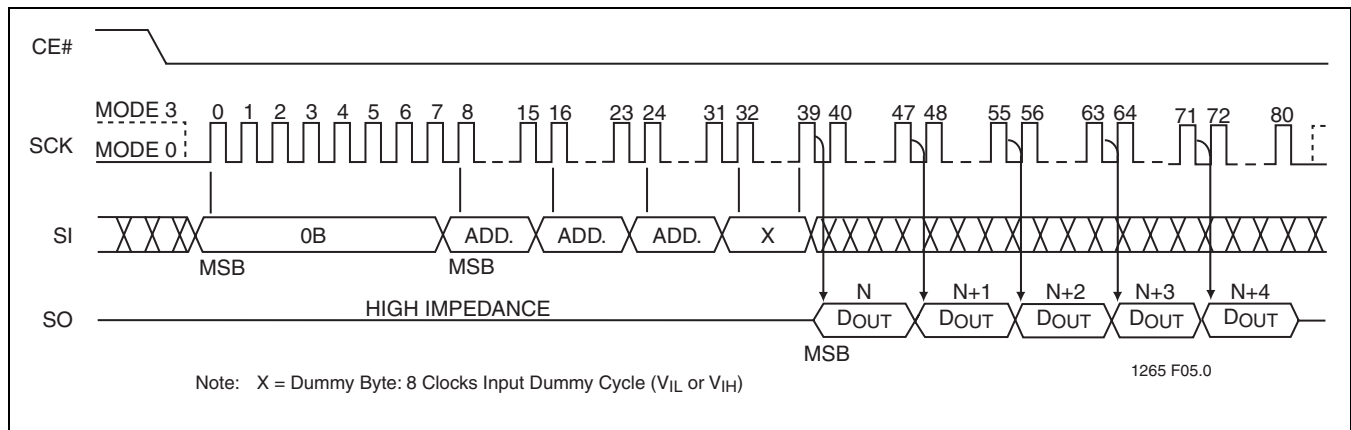 CE#
MODE 3 0 1 2 3 4 5 6 7 8 15 16 23 24 31 32 39 40 47 48 55 56 63 64 71 72 80
SCK MODE 0
SI 0B ADD. ADD. ADD. X
MSB MSB
HIGH IMPEDANCE N N+1 N+2 N+3 N+4
SO DOUT DOUT DOUT DOUT DOUT
MSB
1265 F05.0
Note: X = Dummy Byte: 8 Clocks Input Dummy Cycle (VIL or VIH)